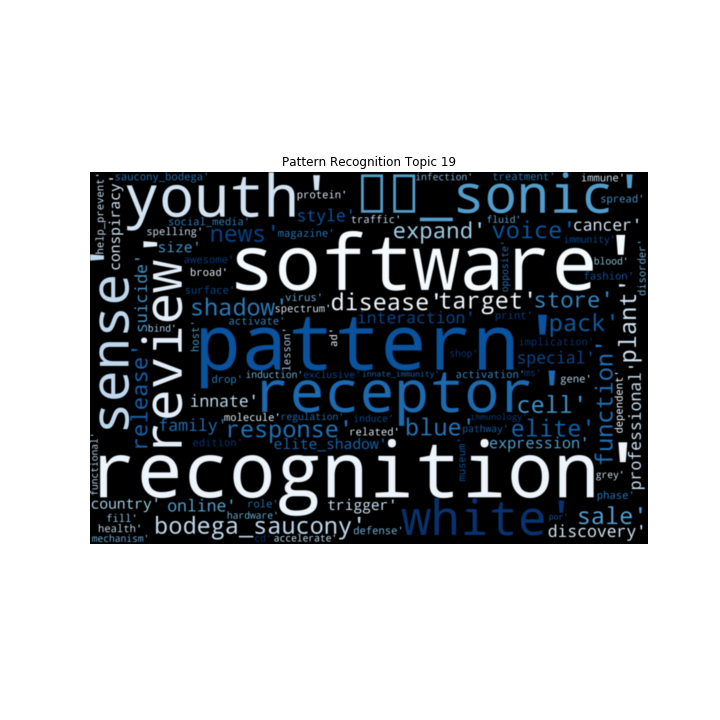 Pattern Recognition Topic 19
saucony_bodega'
infection'
treatment'
immune'
help_prevent'
conspiracy'
youth'
protein'
_sonic'
spread'
social_media'
style'
traffic'
fluid'
spelling'
news'
magazine'
expand'
voice'
cancer'
immunity'
size'
awesome'
broad'
software'
opposite'
blood'
fashion'
disorder'
sense'
suicide'
review'
surface'
virus'
shadow'
spectrum'
disease'
target'
store'
bind'
host'
activate'
interaction'
print'
pack'
plant'
release'
pattern'
lesson'
ad'
shop'
implication'
special'
function'
drop'
induction'
exclusive'
innate_immunity'
activation'
ms'
gene'
innate'
receptor'
cell'
dependent'
professional'
molecule'
regulation'
induce'
immunology'
family'
response'
related'
blue'
pathway'
elite'
edition'
elite_shadow'
museum'
expression'
functional'
recognition'
grey'
phase'
country'
online'
role'
trigger'
white'
por'
sale'
fill'
hardware'
health'
bodega_saucony'
defense'
discovery'
mechanism'
cd'
accelerate'